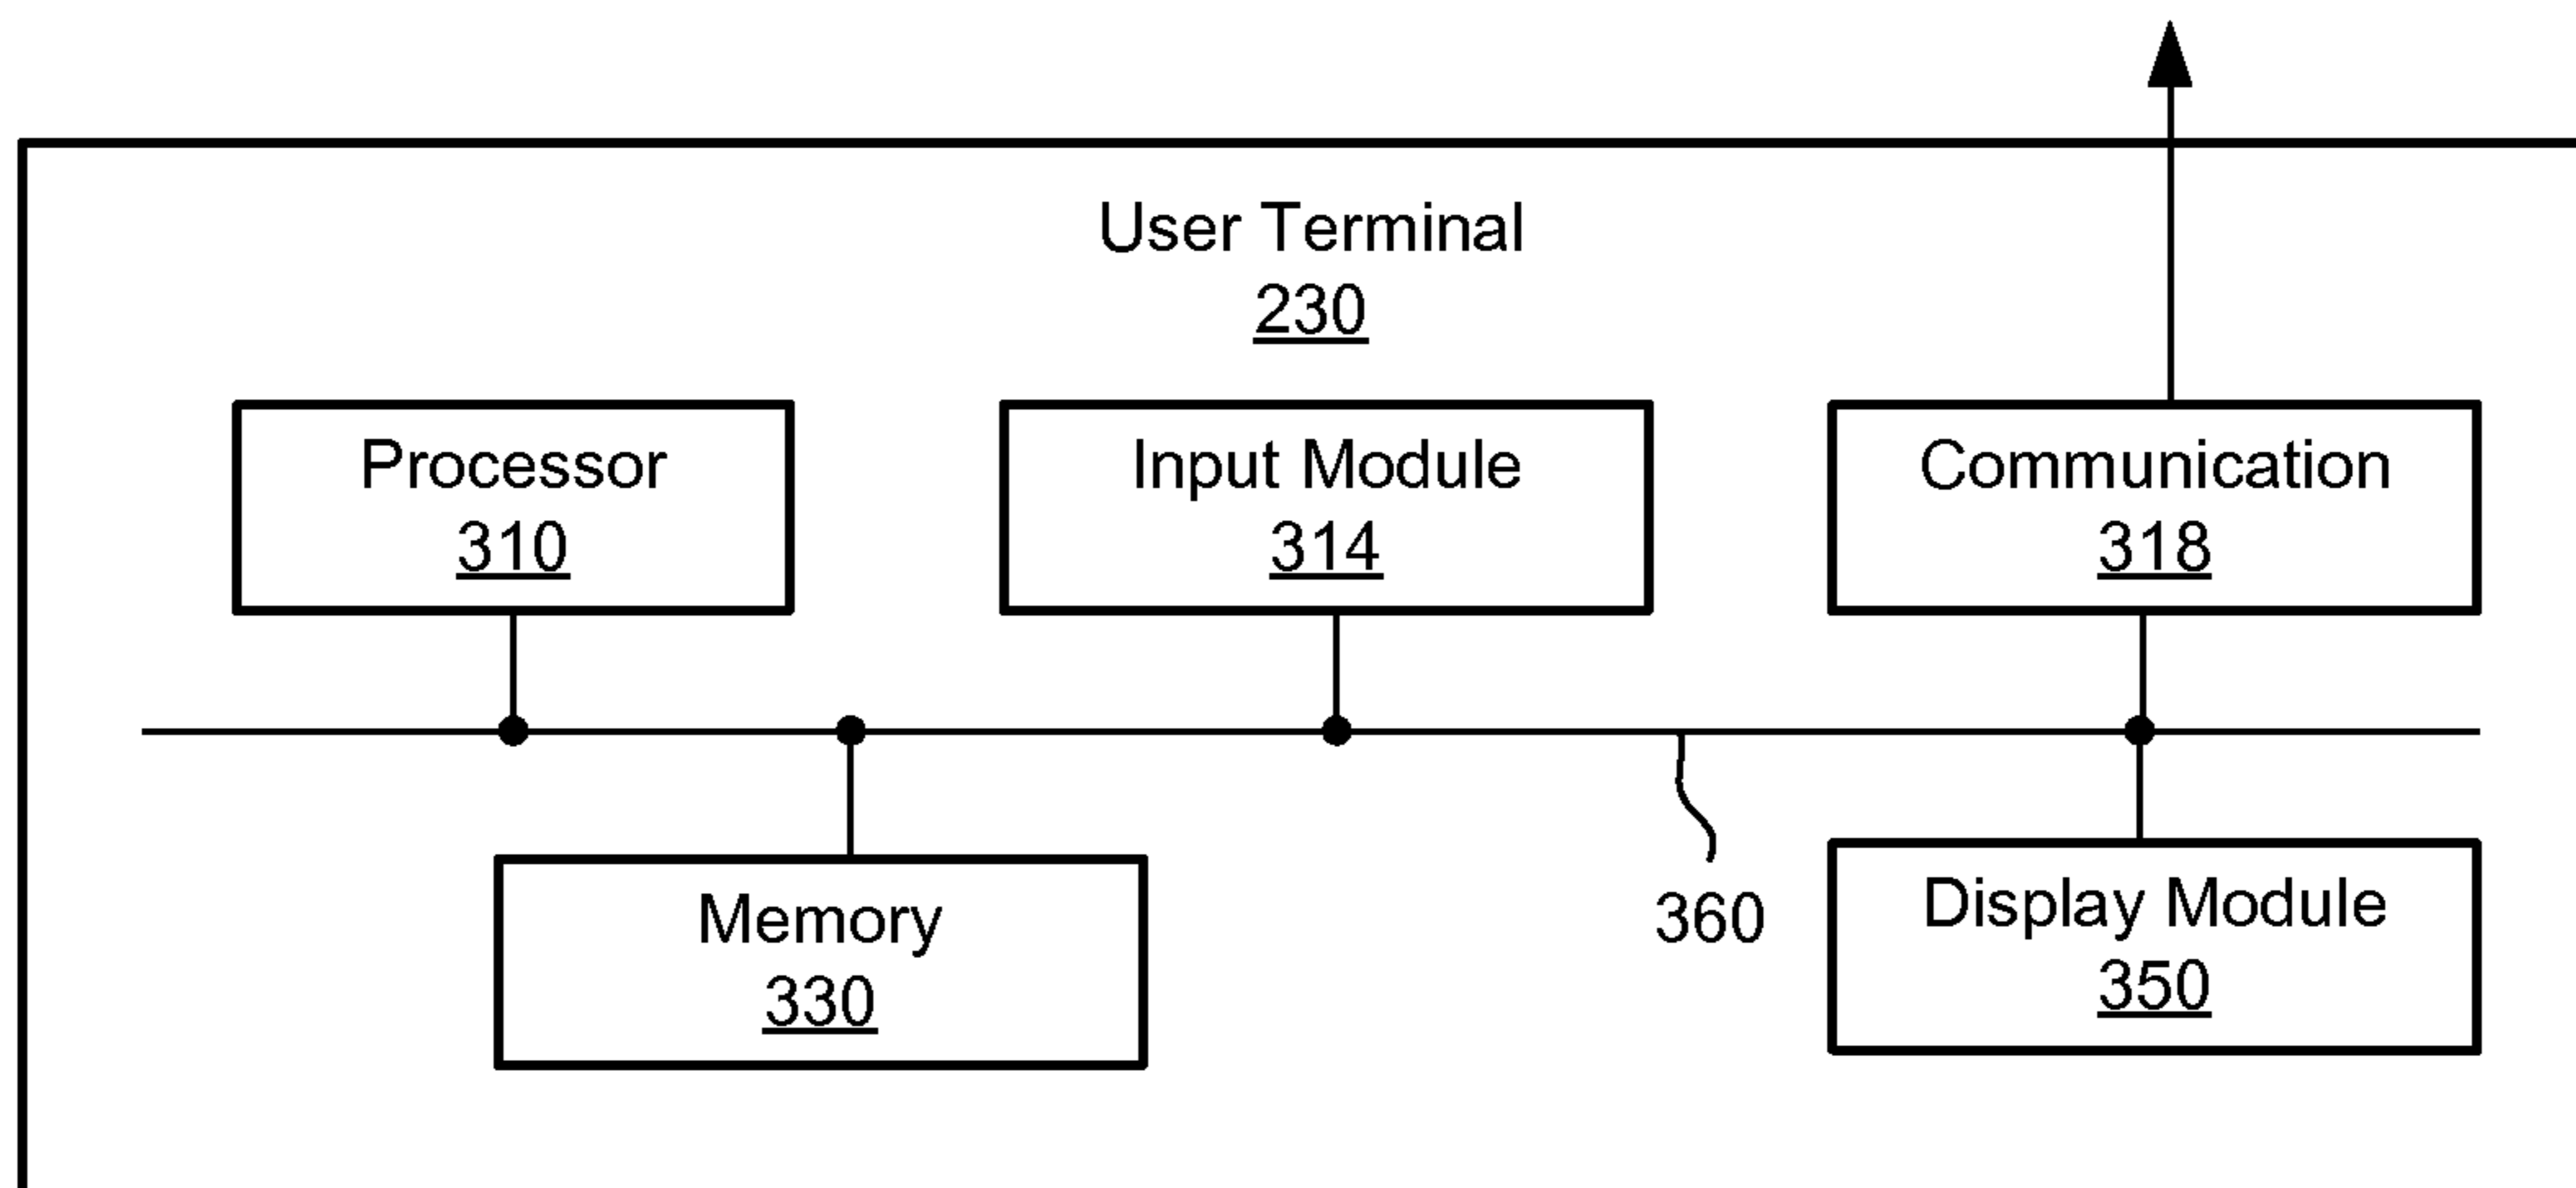 User Terminal
230
Processor
310
Input Module
314
Communication
318
Memory
330
360
Display Module
350